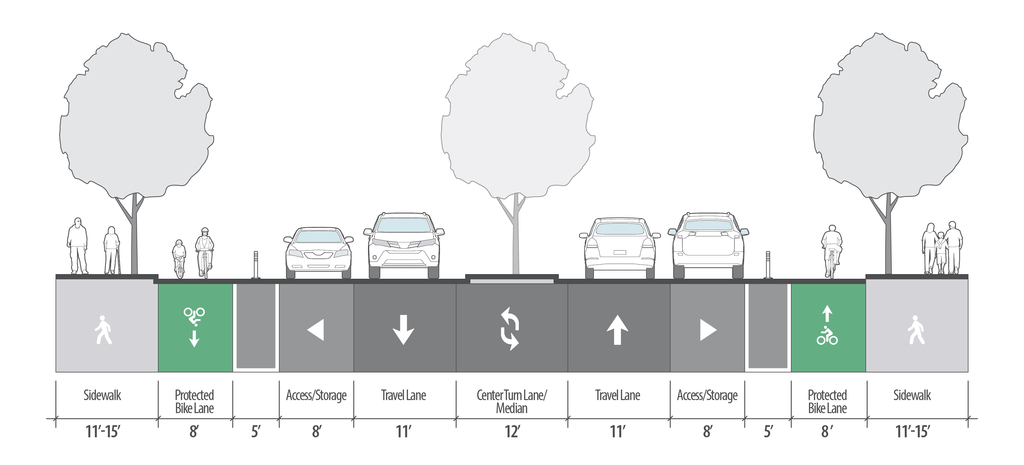 Sidewalk
Protected
Bike Lane
Access/Storage
Travel Lane
Center Turn Lane/
Median
Travel Lane
Access/Storage
Protected
Bike Lane
Sidewalk
11’-15’ 8’ 5’ 8’ 11’ 12’ 11’ 8’ 5’ 8’ 11’-15’